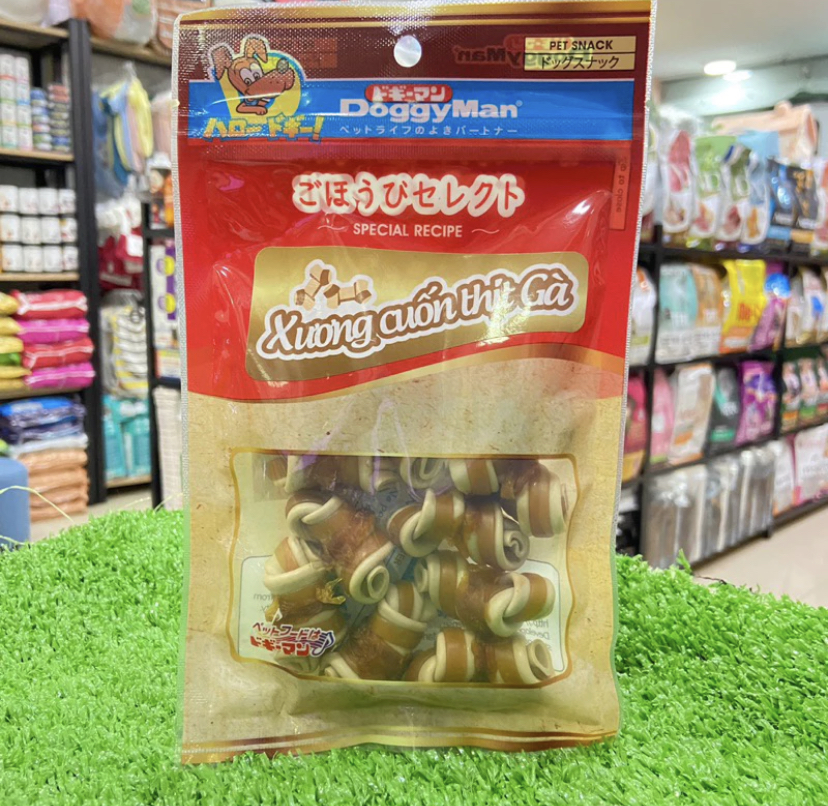 PET SNACK
ドッグスナック
ハロードギー!
ドギーマン
DoggyMan®
ペットライフのよきパートナー
ごほうびセレクト
～ SPECIAL RECIPE ～
Xương cuốn thịt Gà
ペットフードは
ドギーマン